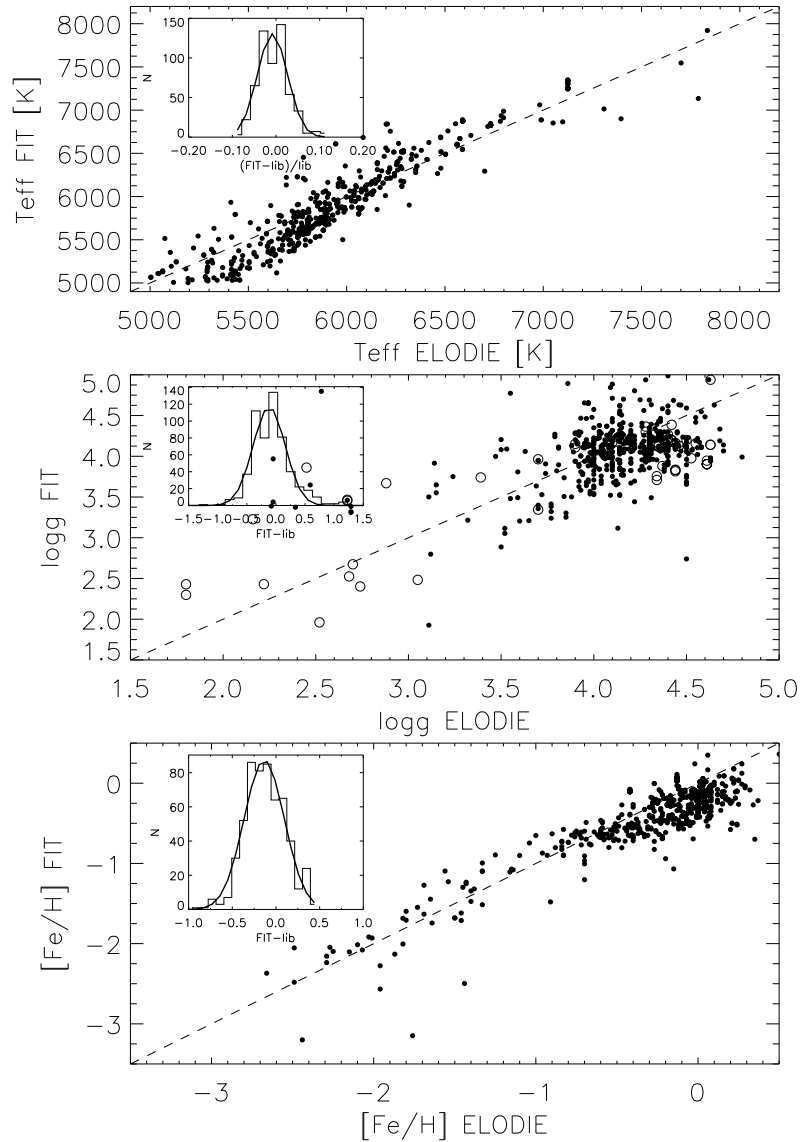 8000
7500
7000
6500
6000
5500
5000
Teff FIT [K]
150
100
50
0
N
−0.20 −0.10 0.00 0.10 0.20
(FIT−lib)/lib
5000 5500 6000 6500 7000 7500 8000
Teff ELODIE [K]
5.0
4.5
4.0
3.5
3.0
2.5
2.0
1.5
logg FIT
140
120
100
80
60
40
20
0
N
−1.5 −1.0 −0.5 0.0 0.5 1.0 1.5
FIT−lib
1.5 2.0 2.5 3.0 3.5 4.0 4.5 5.0
logg ELODIE
0
−1
−2
−3
[Fe/H] FIT
80
60
40
20
0
N
−1.0 −0.5 0.0 0.5 1.0
FIT−lib
−3 −2 −1 0
[Fe/H] ELODIE